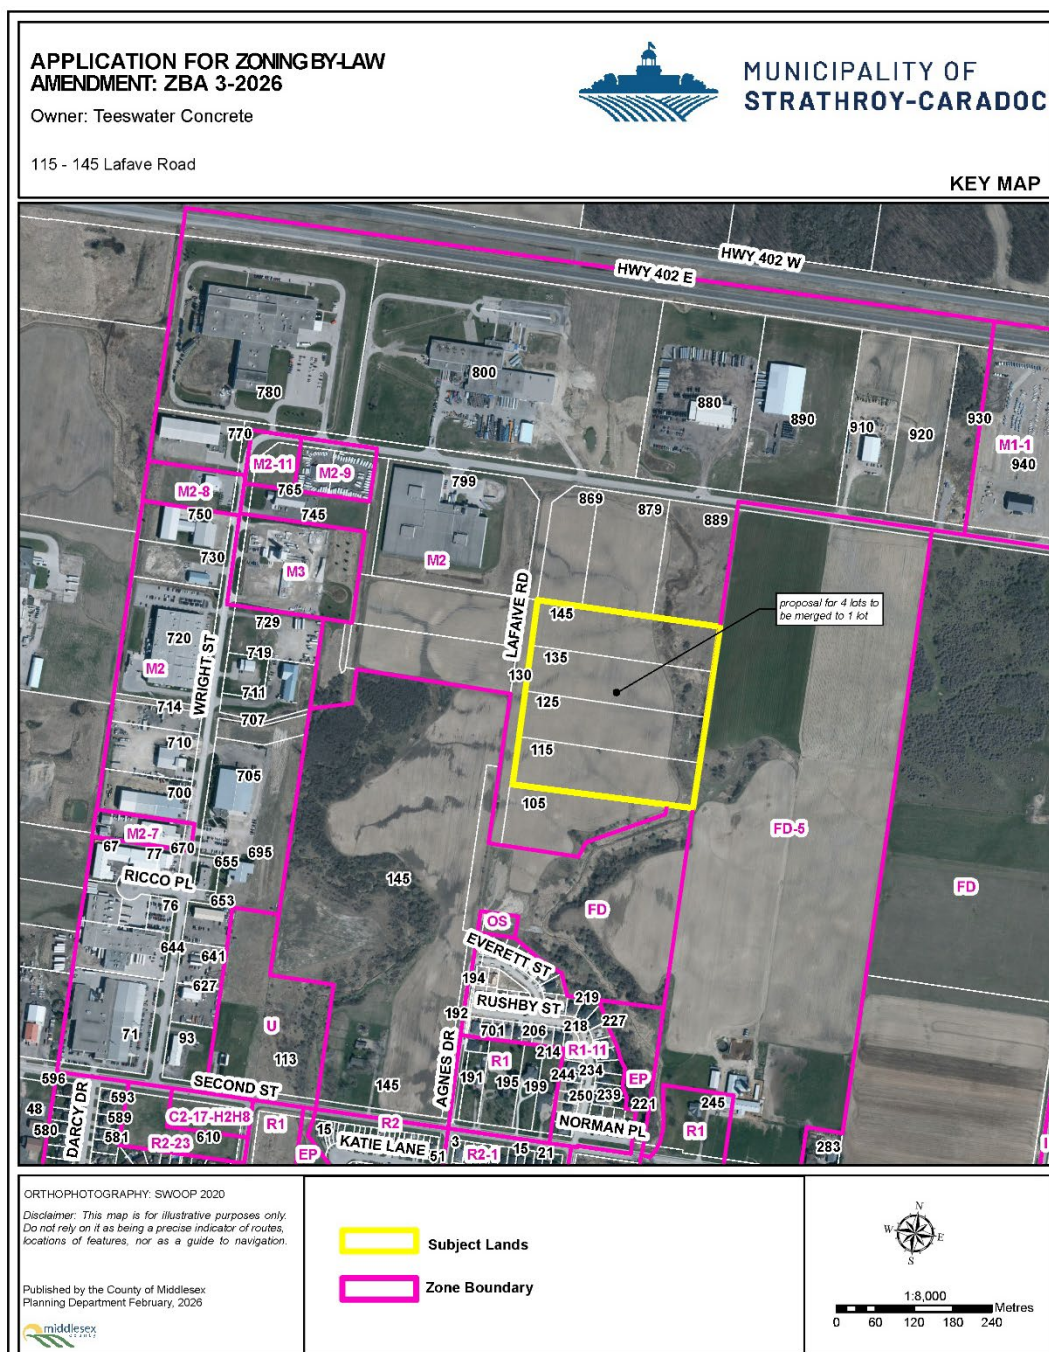 APPLICATION FOR ZONING BY-LAW
AMENDMENT: ZBA 3-2026
Owner: Teeswater Concrete
115 - 145 Lafave Road
MUNICIPALITY OF
STRATHROY-CARADOC
KEY MAP
HWY 402 W
HWY 402 E
780
800
880
890
910
920
930
M1-1
940
770
M2-11
M2-9
765
M2-8
750
745
799
869
879
889
730
M3
M2
LAFAIVE RD
145
proposal for 4 lots to
be merged to 1 lot
729
720
719
M2
WRIGHT ST
135
130
711
714
707
125
710
115
705
700
105
M2-7
67
77
670
655
695
FD-5
RICCO PL
653
145
FD
FD
76
OS
644
641
EVERETT ST
194
627
RUSHBY ST
219
192
218
227
71
93
U
701
206
113
AGNES DR
R1
214
R1-11
191
195
199
244
234
EP
SECOND ST
145
250
239
221
245
596
DARCY DR
593
C2-17-H2H8
R1
R2
NORMAN PL
R1
48
589
580
581
R2-23
610
EP
15
KATIE LANE
51
3
R2-1
15
21
283
ORTHOPHOTOGRAPHY: SWOOP 2020
Disclaimer: This map is for illustrative purposes only.
Do not rely on it as being a precise indicator of routes,
locations of features, nor as a guide to navigation.
Published by the County of Middlesex
Planning Department February, 2026
middlesex
county
Subject Lands
Zone Boundary
N
W
E
S
1:8,000
Metres
0 60 120 180 240